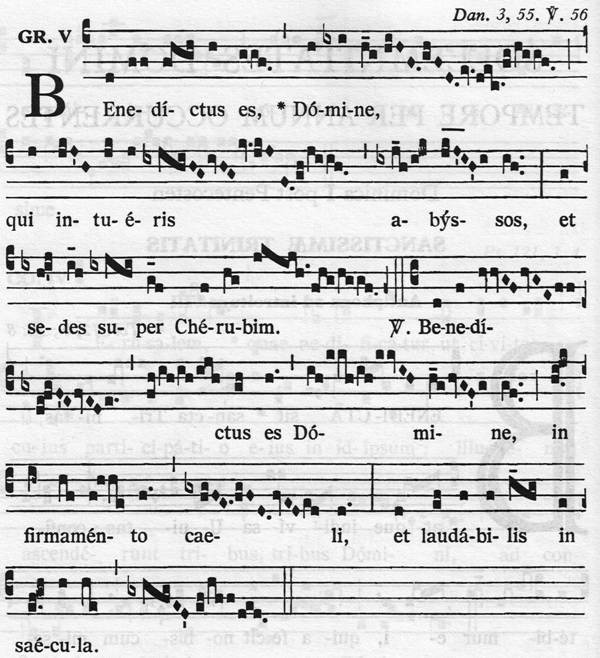 Dan. 3, 55. ℣. 56
GR. V
BEne-dí-ctus es, * Dó-mi-ne,
qui in-tu-é-ris a-býs-sos, et
se-des su-per Ché-ru-bim. ℣. Be-ne-dí-
ctus es Dó-mi-ne, in
firmamén-to cae-li, et laudá-bi-lis in
saé-cu-la.